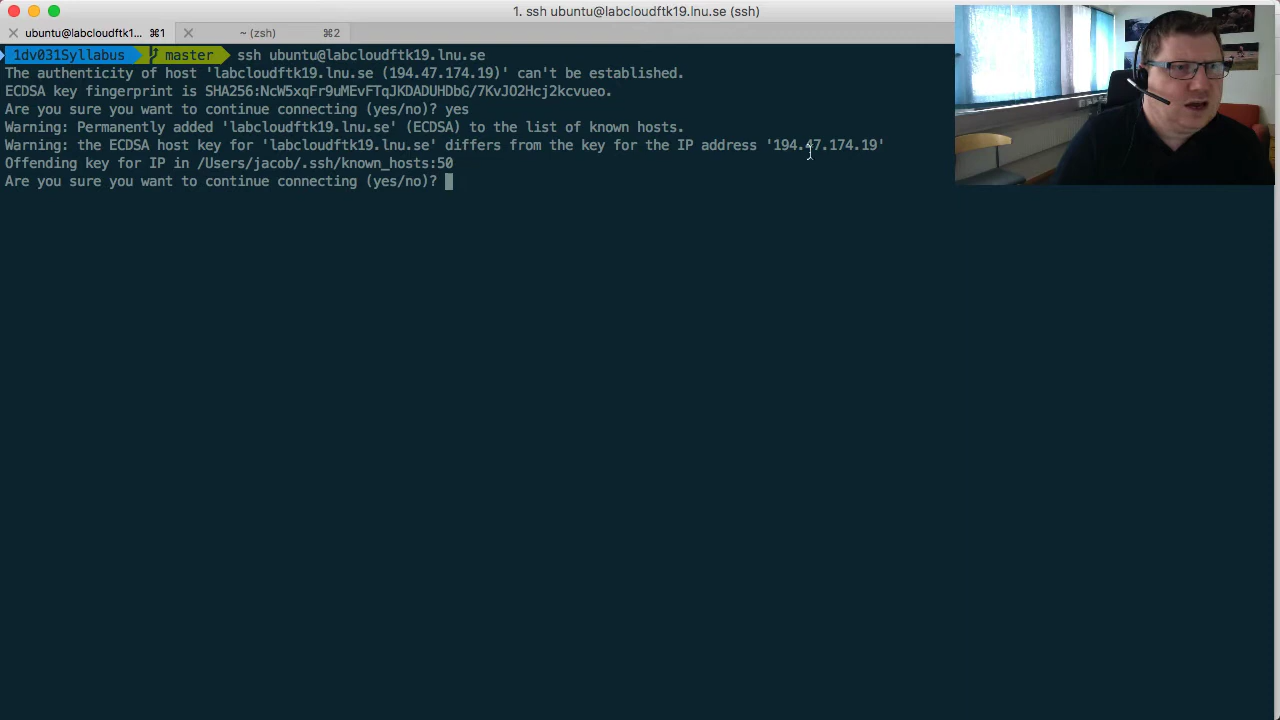 1. ssh ubuntu@labcloudftk19.lnu.se (ssh)
ubuntu@labcloudftk1... ⌘1 ~ (zsh) ⌘2
1dv031Syllabus master ssh ubuntu@labcloudftk19.lnu.se
The authenticity of host 'labcloudftk19.lnu.se (194.47.174.19)' can't be established.
ECDSA key fingerprint is SHA256:NcW5xqFr9uMEvFTqJKDADUHDbG/7KvJO2Hcj2kcvueo.
Are you sure you want to continue connecting (yes/no)? yes
Warning: Permanently added 'labcloudftk19.lnu.se' (ECDSA) to the list of known hosts.
Warning: the ECDSA host key for 'labcloudftk19.lnu.se' differs from the key for the IP address '194.47.174.19'
Offending key for IP in /Users/jacob/.ssh/known_hosts:50
Are you sure you want to continue connecting (yes/no)?